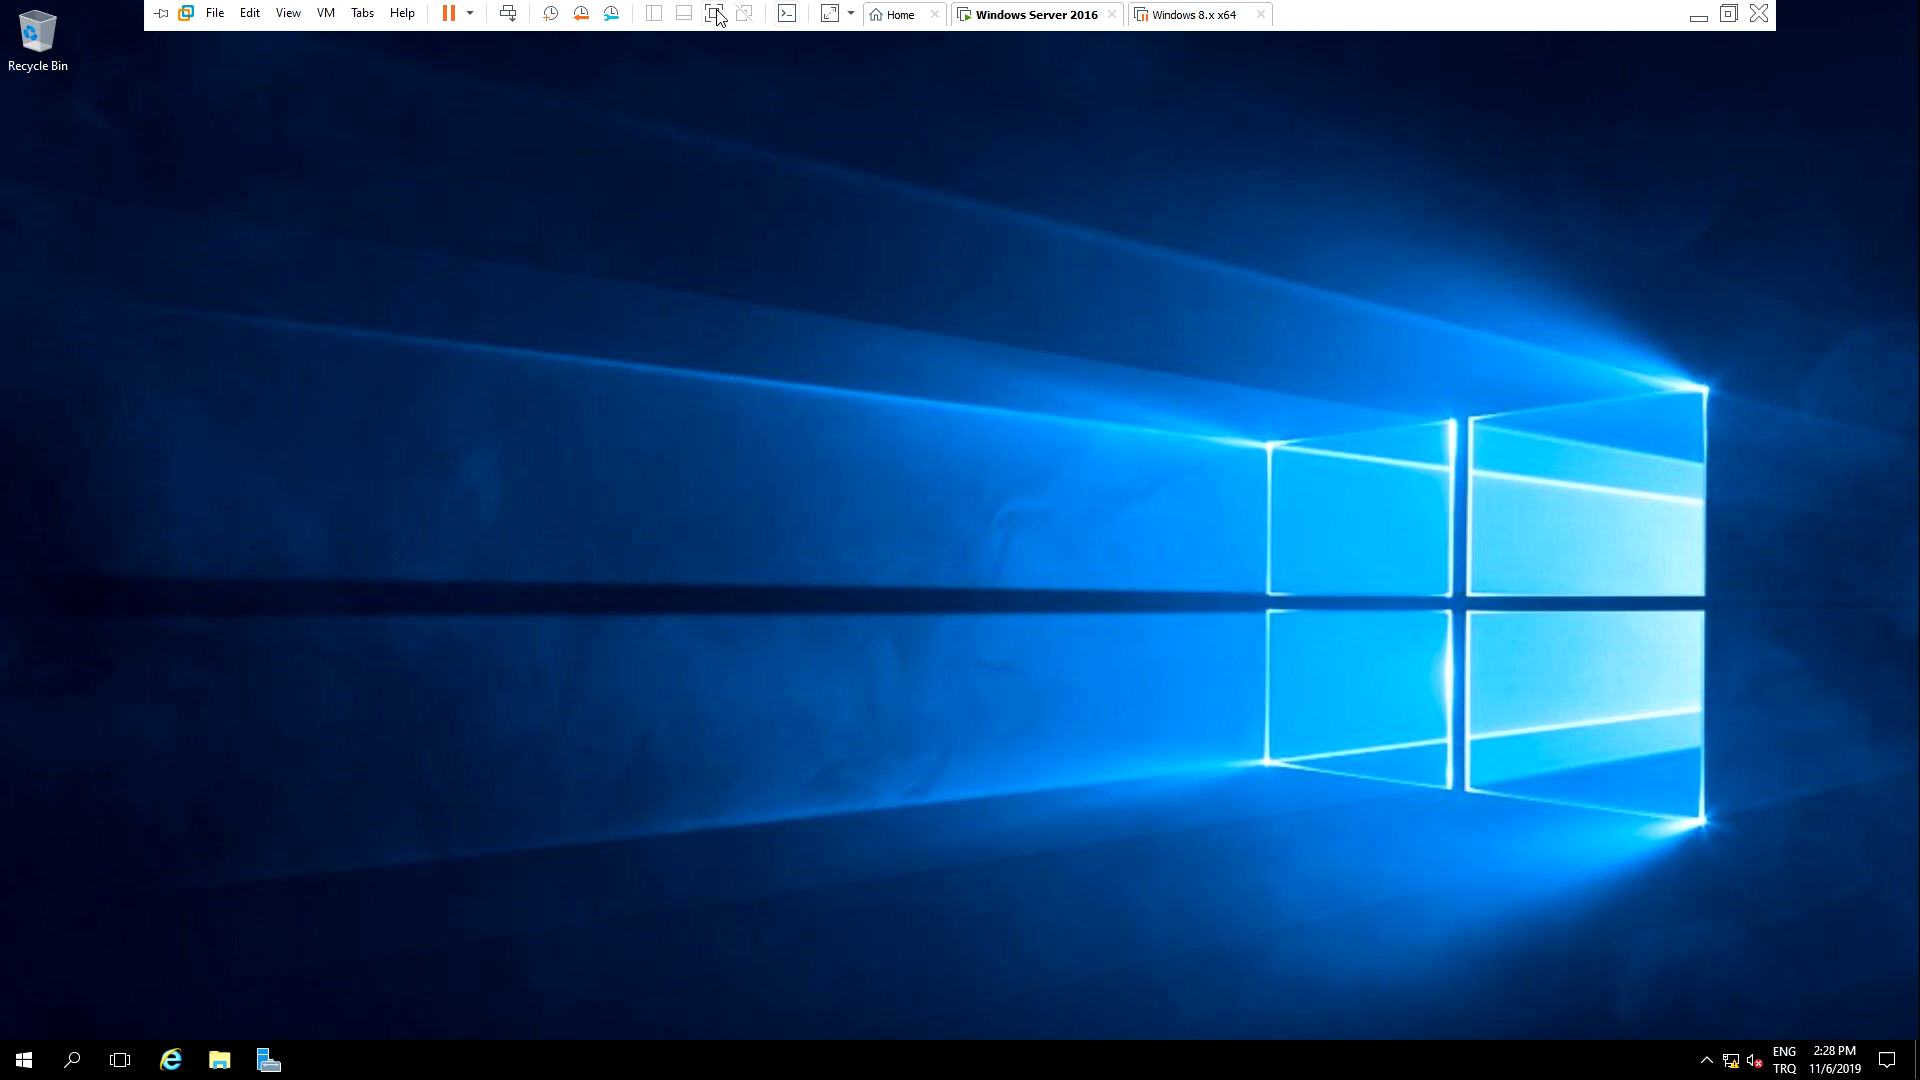 File Edit View VM Tabs Help Home Windows Server 2016 Windows 8.x x64
Recycle Bin
ENG 2:28 PM
TRQ 11/6/2019